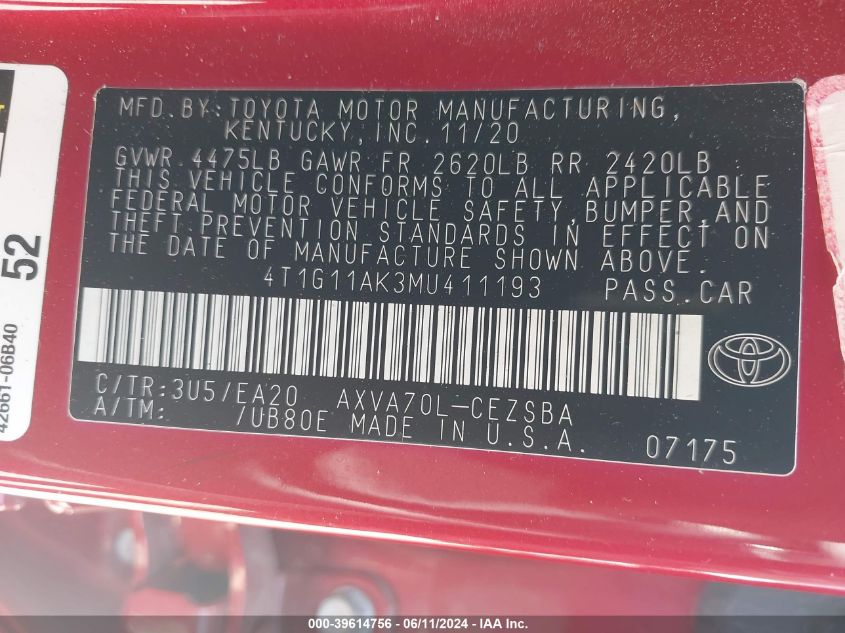 MFD. BY: TOYOTA MOTOR MANUFACTURING,
KENTUCKY, INC. 11/20
GVWR 4475LB GAWR FR 2620LB RR 2420LB
THIS VEHICLE CONFORMS TO ALL APPLICABLE
FEDERAL MOTOR VEHICLE SAFETY, BUMPER, AND
THEFT PREVENTION STANDARDS IN EFFECT ON
THE DATE OF MANUFACTURE SHOWN ABOVE.
4T1G11AK3MU411193 PASS. CAR
C/TR: 3U5/EA20 AXVA70L-CEZSBA
A/TM: /UB80E MADE IN U.S.A. 07175
52
42661-06B40
000-39614756 - 06/11/2024 - IAA Inc.